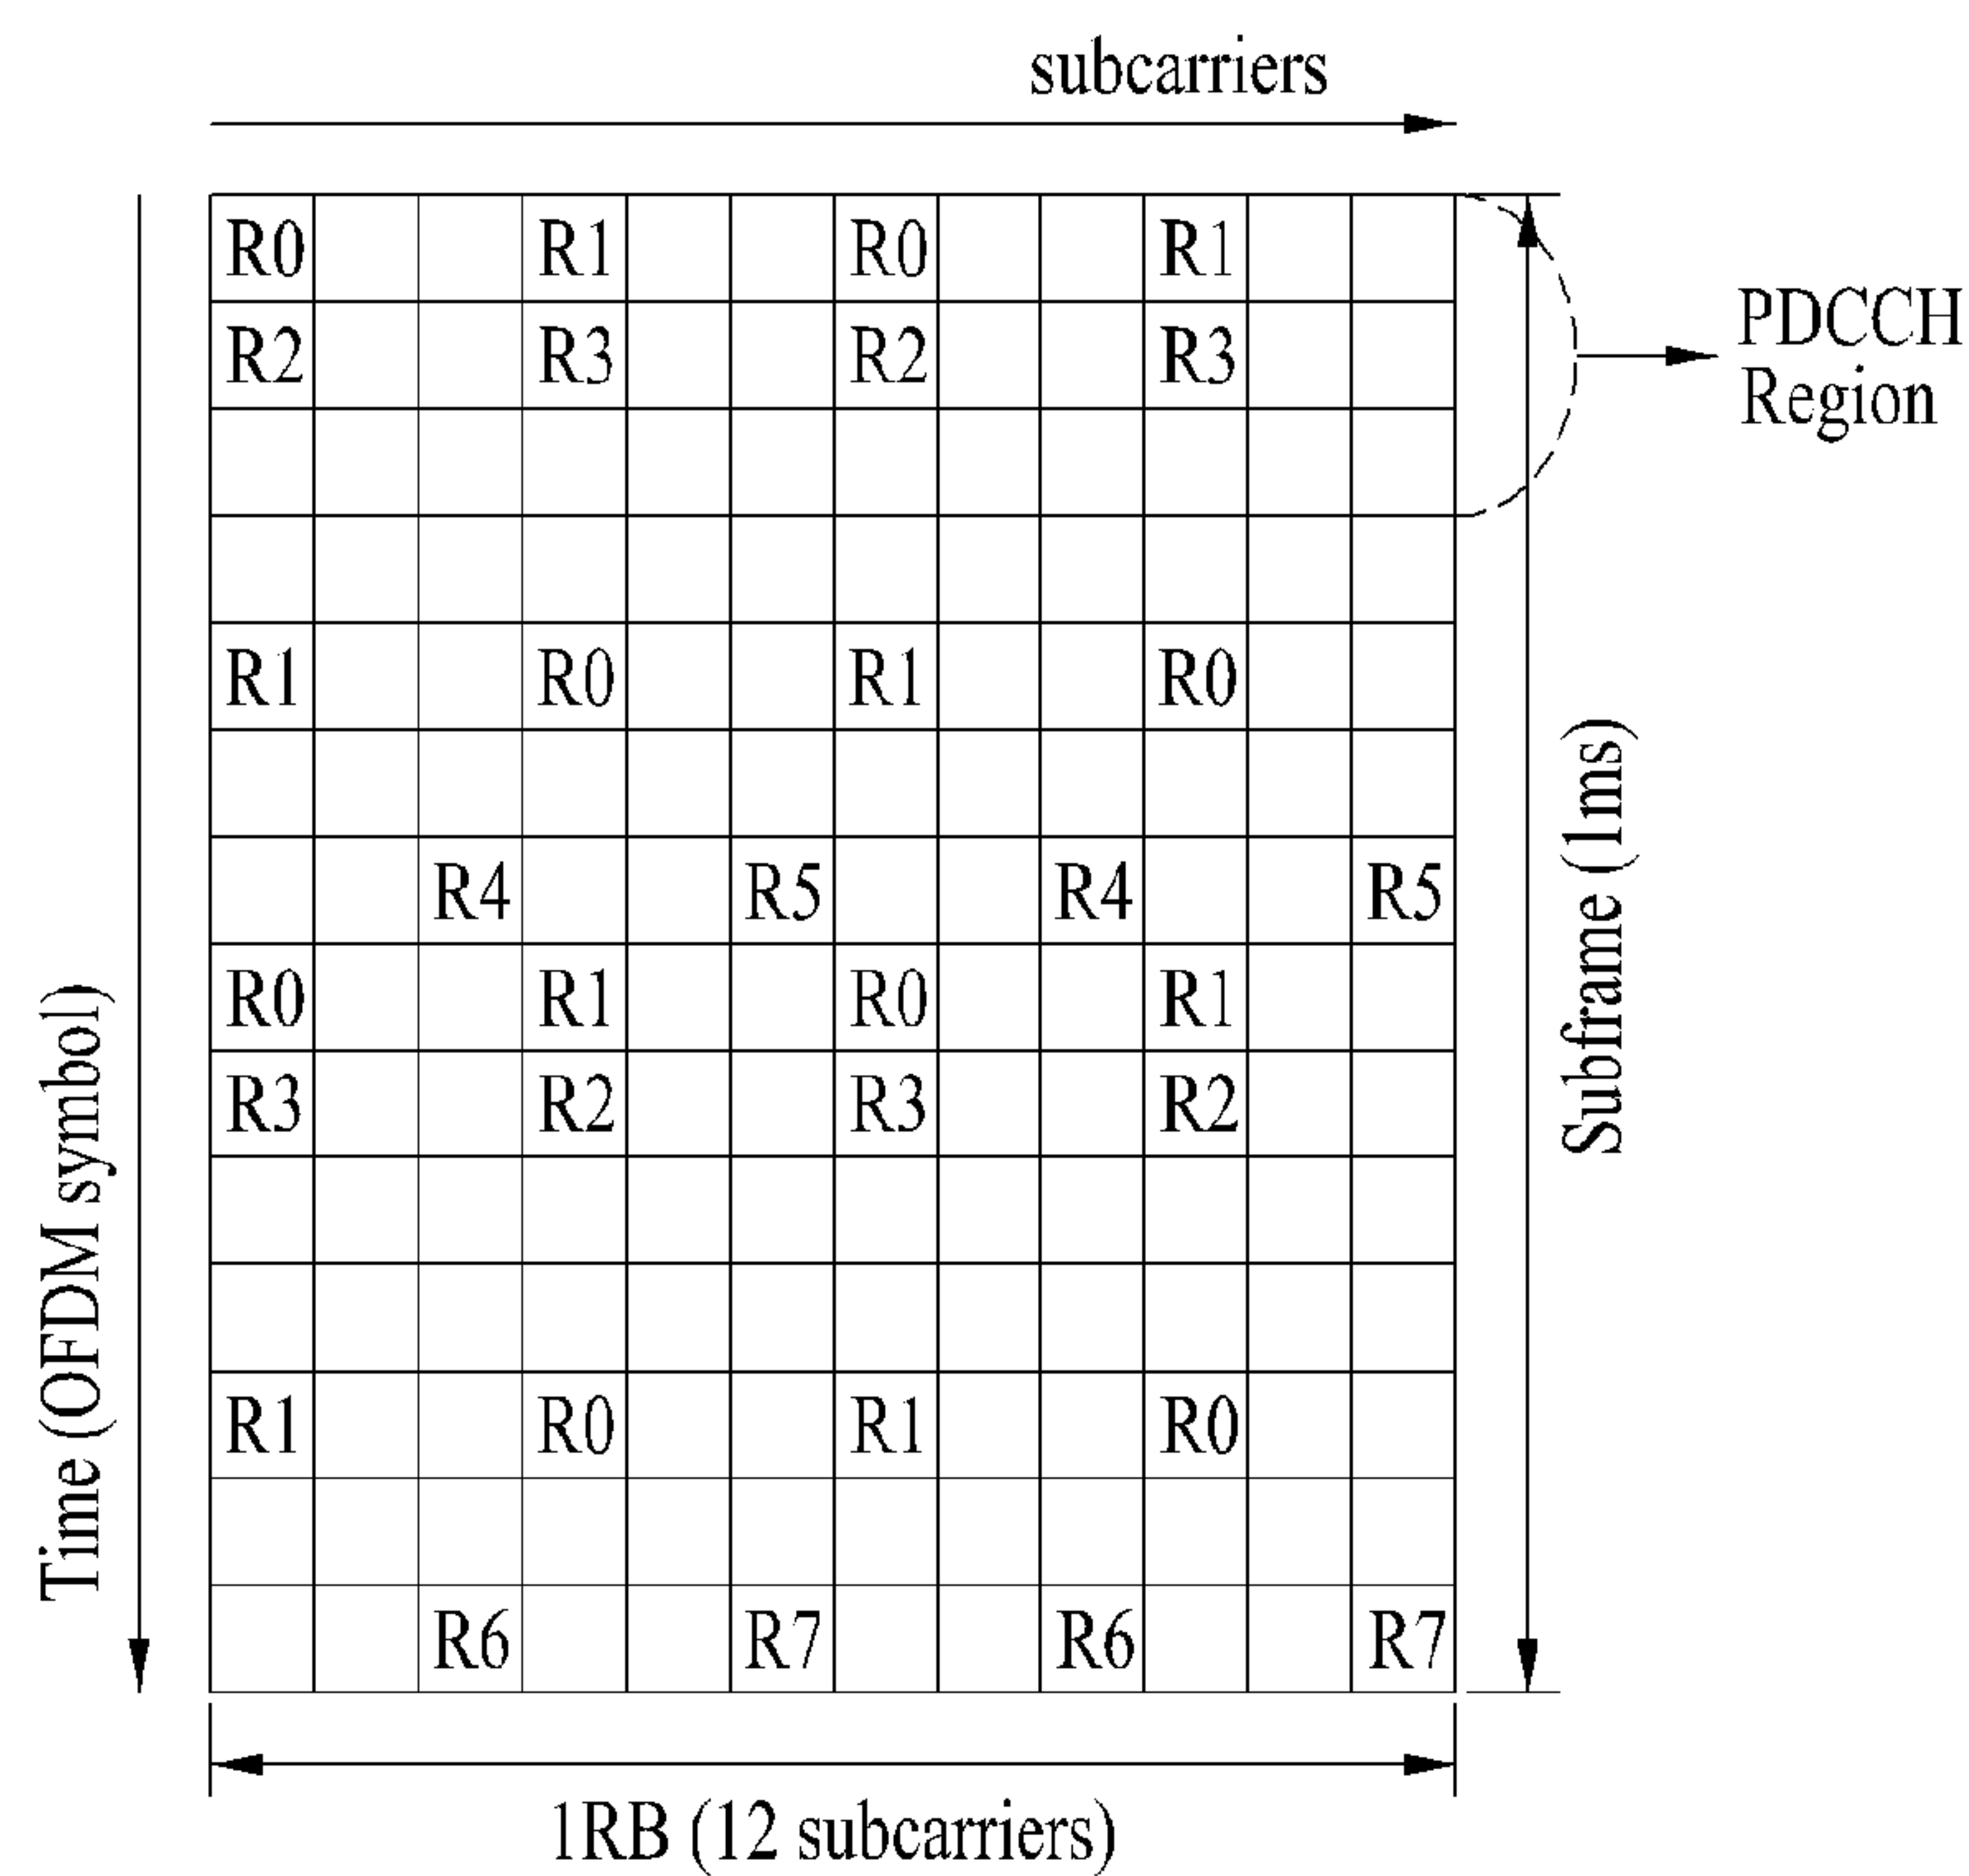 subcarriers
R0 R1 R0 R1
R2 R3 R2 R3
PDCCH
Region
R1 R0 R1 R0
R4 R5 R4 R5
R0 R1 R0 R1
R3 R2 R3 R2
R1 R0 R1 R0
R6 R7 R6 R7
Time (OFDM symbol)
Subframe (1ms)
1RB (12 subcarriers)